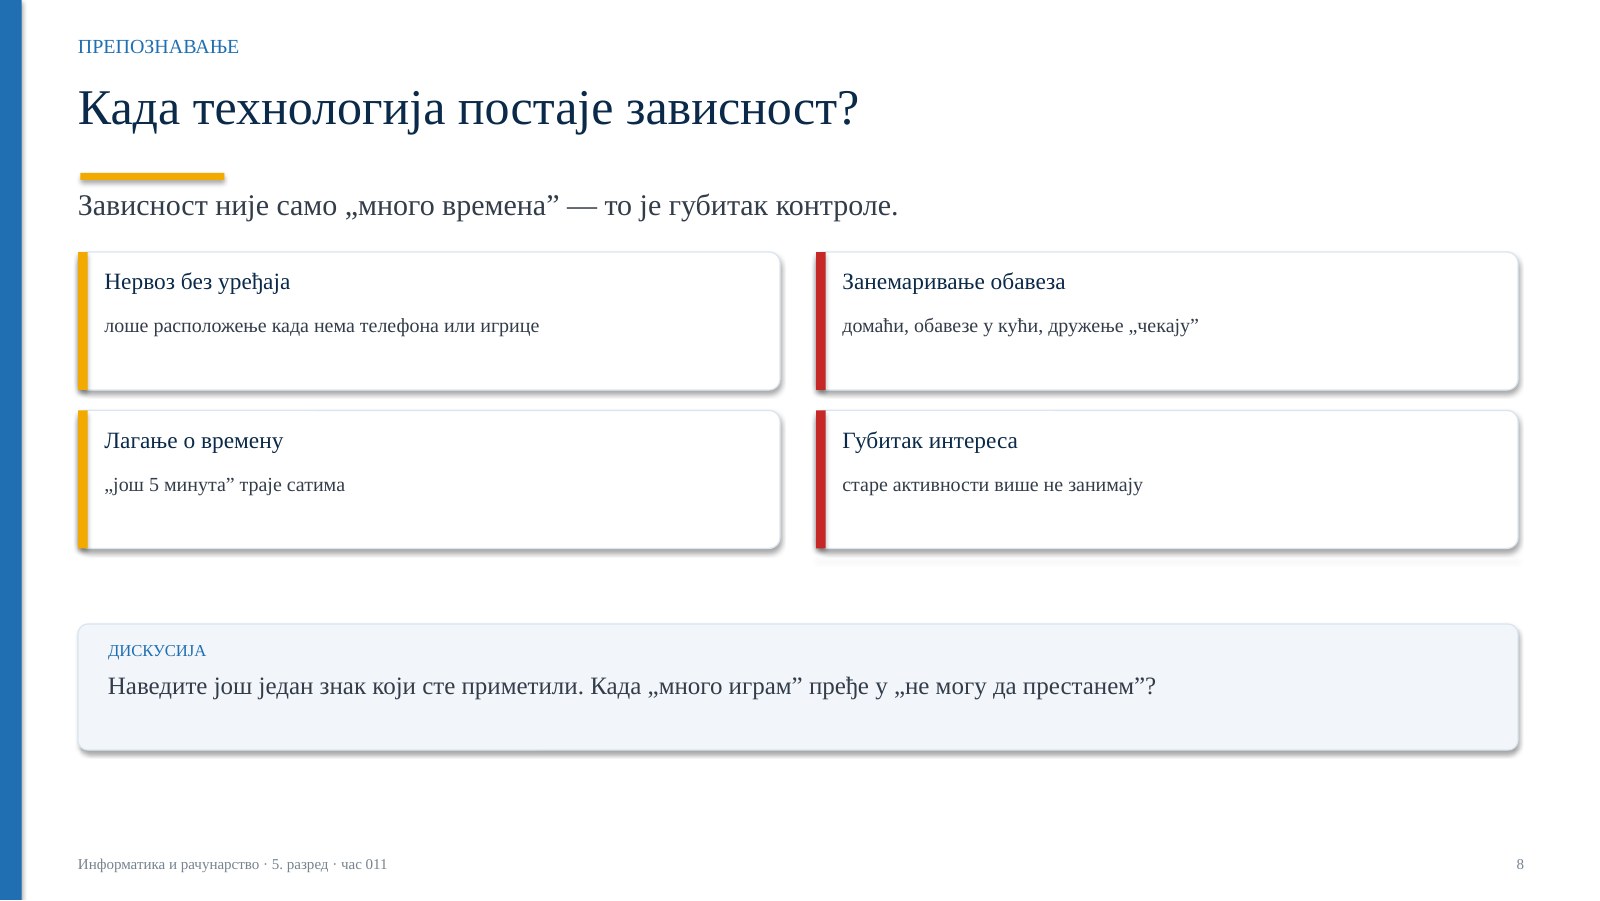 ПРЕПОЗНАВАЊЕ
Када технологија постаје зависност?
Зависност није само „много времена” — то је губитак контроле.
Нервоз без уређаја
лоше расположење када нема телефона или игрице
Занемаривање обавеза
домаћи, обавезе у кући, дружење „чекају”
Лагање о времену
„још 5 минута” траје сатима
Губитак интереса
старе активности више не занимају
ДИСКУСИЈА
Наведите још један знак који сте приметили. Када „много играм” пређе у „не могу да престанем”?
Информатика и рачунарство · 5. разред · час 011
8